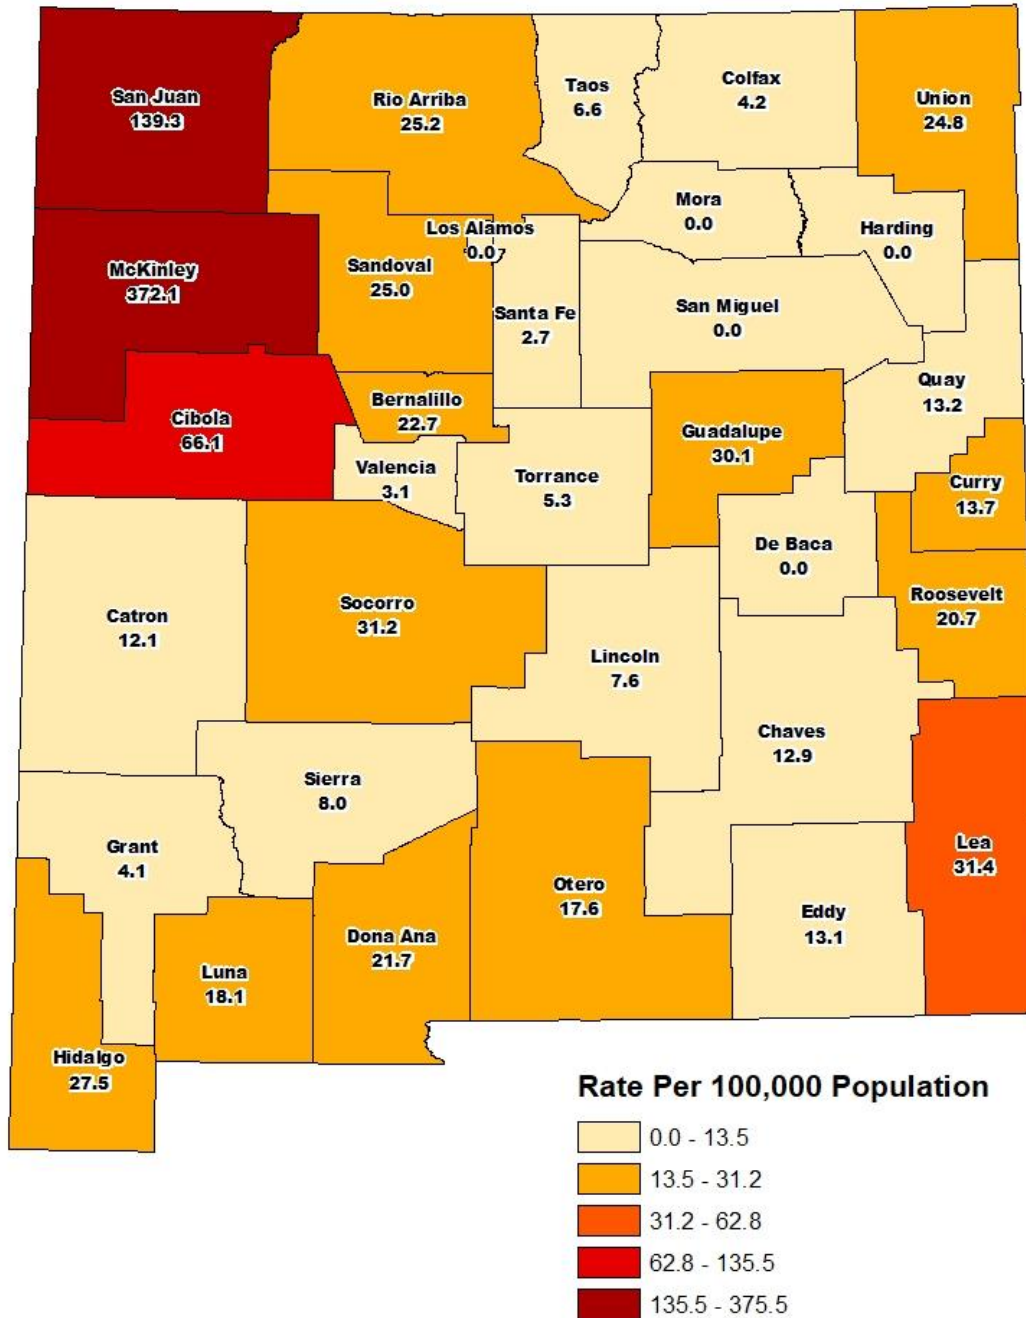 San Juan
139.3
Rio Arriba
25.2
Taos
6.6
Colfax
4.2
Union
24.8
McKinley
372.1
Sandoval
25.0
Los Alamos
0.0
Mora
0.0
Harding
0.0
Santa Fe
2.7
San Miguel
0.0
Quay
13.2
Cibola
66.1
Bernalillo
22.7
Valencia
3.1
Torrance
5.3
Guadalupe
30.1
Curry
13.7
De Baca
0.0
Roosevelt
20.7
Catron
12.1
Socorro
31.2
Lincoln
7.6
Chaves
12.9
Sierra
8.0
Grant
4.1
Otero
17.6
Eddy
13.1
Lea
31.4
Dona Ana
21.7
Luna
18.1
Hidalgo
27.5
Rate Per 100,000 Population
0.0 - 13.5
13.5 - 31.2
31.2 - 62.8
62.8 - 135.5
135.5 - 375.5